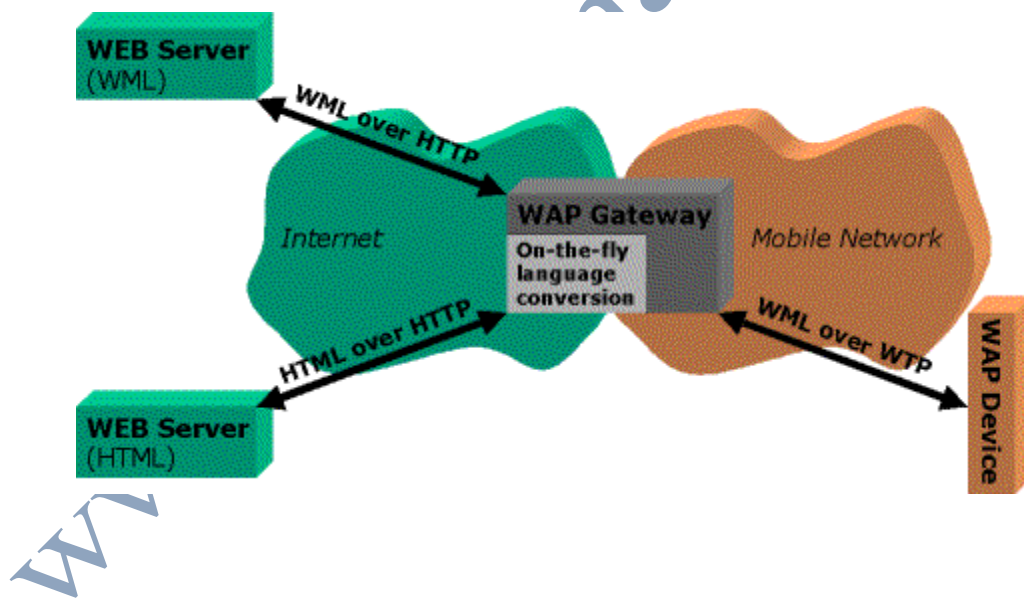 WEB Server
(WML)
WML over HTTP
WAP Gateway
Internet
On-the-fly
language
conversion
Mobile Network
HTML over HTTP
WML over WTP
WAP Device
WEB Server
(HTML)